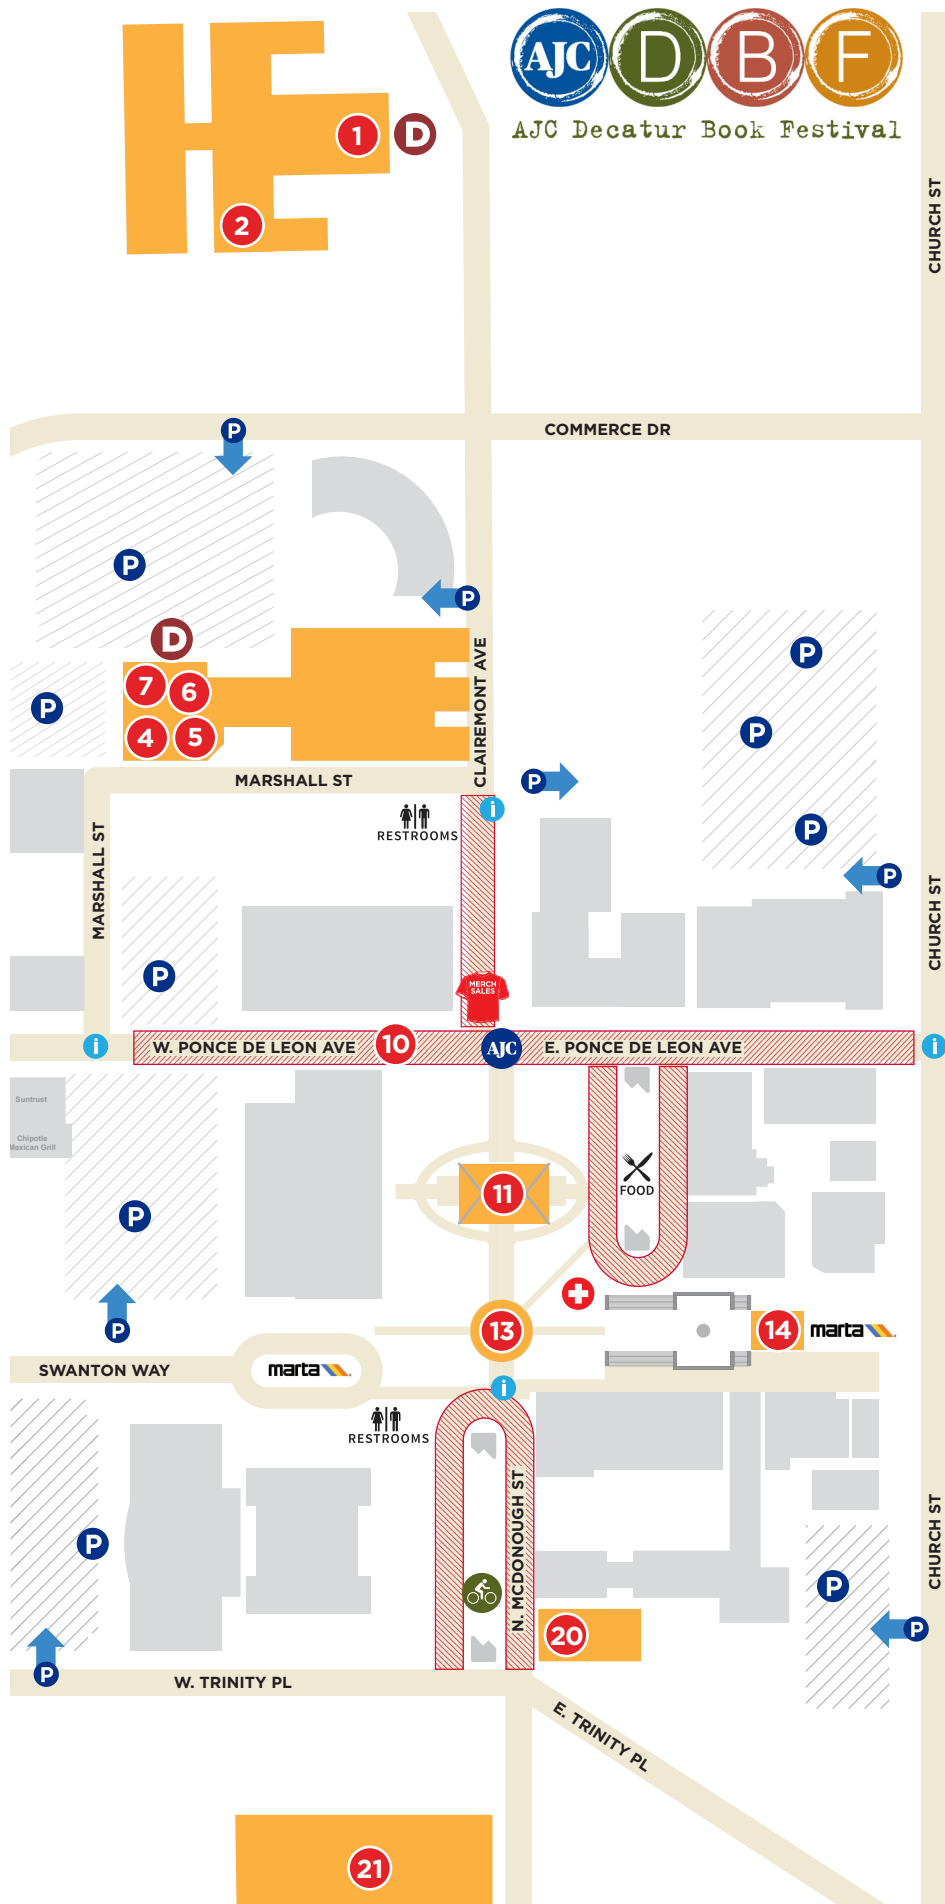 AJC D B F
AJC Decatur Book Festival
CHURCH ST
1
D
2
P
COMMERCE DR
P
P
D
7
6
P
4
5
CLAIREMONT AVE
P
P
P
MARSHALL ST
P
i
RESTROOMS
P
MARSHALL ST
P
CHURCH ST
P
MERCH
SALES
i
W. PONCE DE LEON AVE
10
AJC
E. PONCE DE LEON AVE
i
Suntrust
Chipotle
Mexican Grill
FOOD
11
P
P
13
14
marta
SWANTON WAY
marta
i
RESTROOMS
N. MCDONOUGH ST
CHURCH ST
P
P
P
20
P
W. TRINITY PL
E. TRINITY PL
21